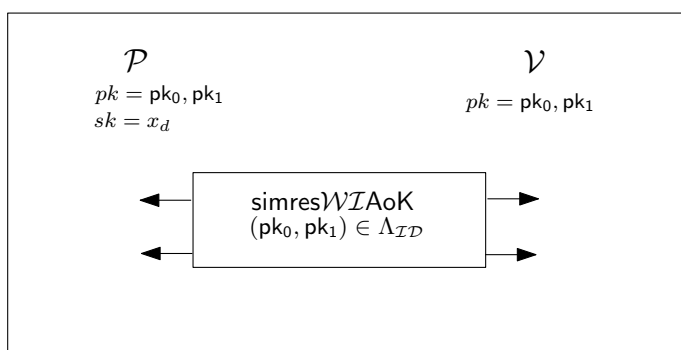 𝒫
pk = pk₀, pk₁
sk = x_d
𝒱
pk = pk₀, pk₁
simres𝒲ℐAoK
(pk₀, pk₁) ∈ Λ_ℐ𝒟